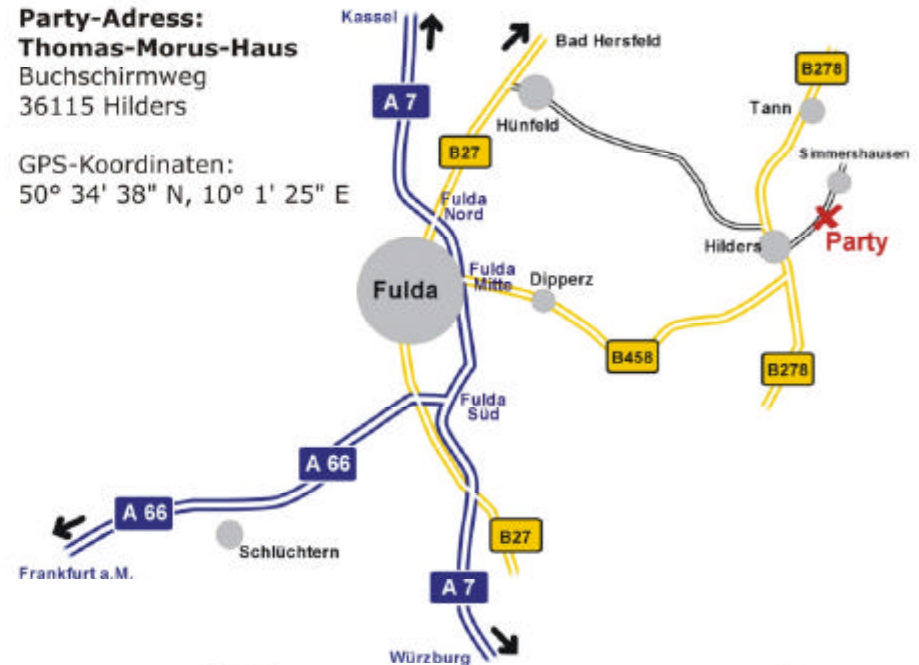 Party-Adress:
Thomas-Morus-Haus
Buchschirmweg
36115 Hilders
GPS-Koordinaten:
50° 34' 38" N, 10° 1' 25" E
Kassel
Bad Hersfeld
B278
A 7
Hünfeld
Tann
B27
Simmershausen
Fulda
Nord
Hilders
Party
Fulda
Fulda
Mitte
Dipperz
B458
B278
Fulda
Süd
A 66
A 66
Schlüchtern
B27
Frankfurt a.M.
A 7
Würzburg